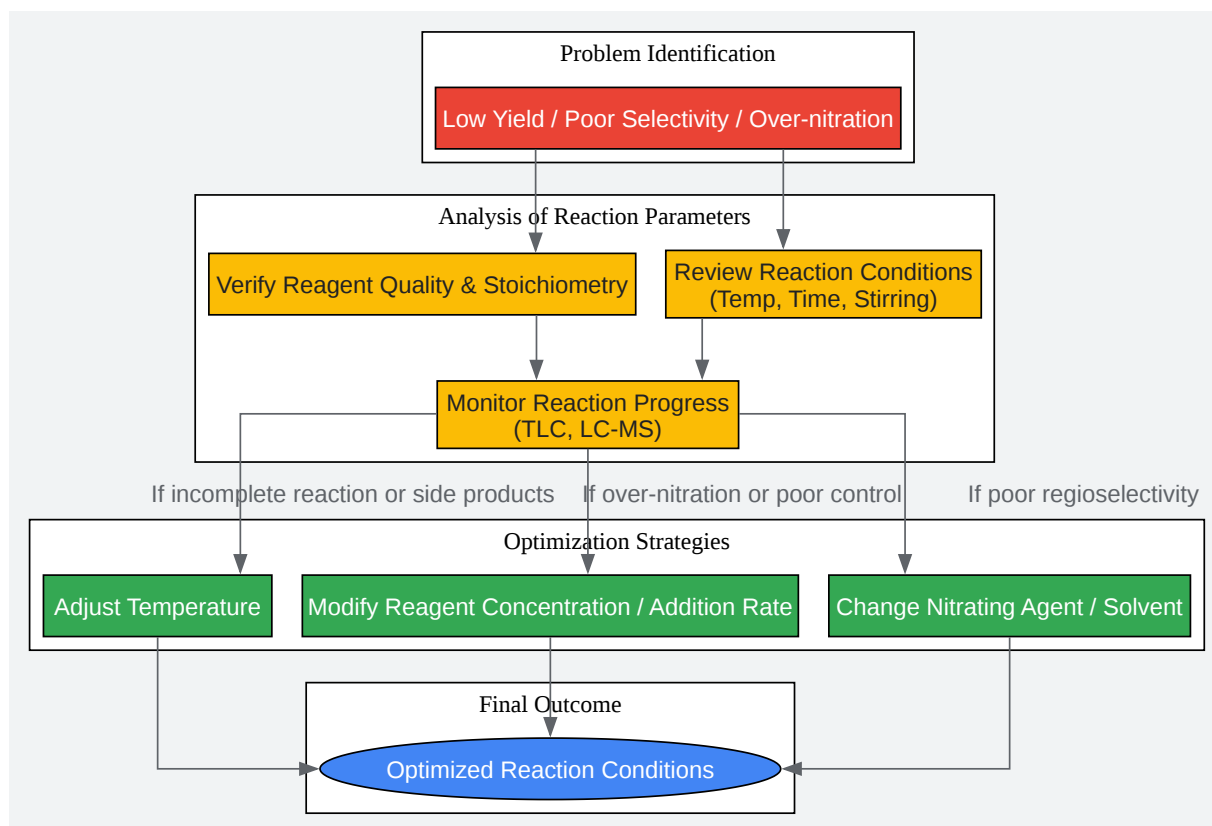 Problem Identification
Low Yield / Poor Selectivity / Over-nitration
Analysis of Reaction Parameters
Verify Reagent Quality & Stoichiometry
Review Reaction Conditions
(Temp, Time, Stirring)
Monitor Reaction Progress
(TLC, LC-MS)
If incomplete reaction or side products
If over-nitration or poor control
If poor regioselectivity
Optimization Strategies
Adjust Temperature
Modify Reagent Concentration / Addition Rate
Change Nitrating Agent / Solvent
Final Outcome
Optimized Reaction Conditions